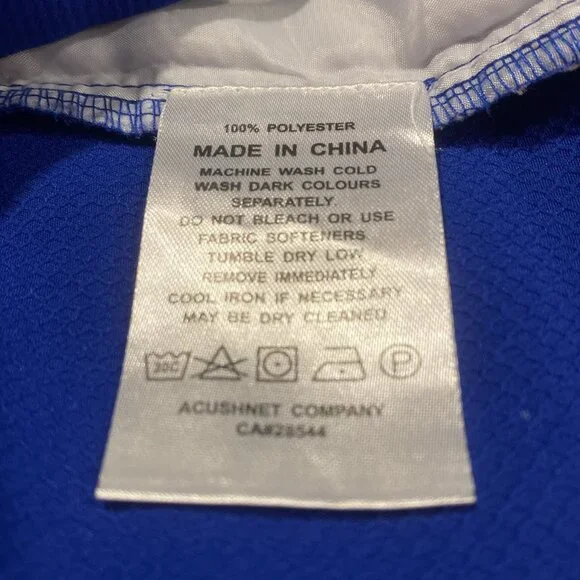 100% POLYESTER
MADE IN CHINA
MACHINE WASH COLD
WASH DARK COLOURS
SEPARATELY.
DO NOT BLEACH OR USE
FABRIC SOFTENERS
TUMBLE DRY LOW
REMOVE IMMEDIATELY
COOL IRON IF NECESSARY
MAY BE DRY CLEANED
30C P
ACUSHNET COMPANY
CA#28544